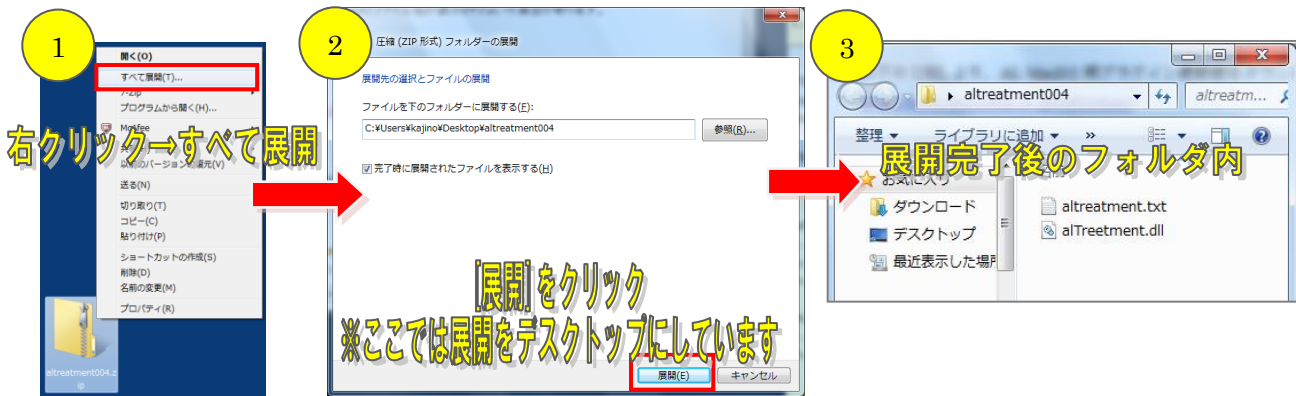 1
開く(O)
すべて展開(T)...
7-Zip
プログラムから開く(H)...
McAfee
右クリック→すべて展開
以前のバージョンの復元(V)
送る(N)
切り取り(T)
コピー(C)
貼り付け(P)
ショートカットの作成(S)
削除(D)
名前の変更(M)
プロパティ(R)
altreatment004.z
ip
2
圧縮 (ZIP 形式) フォルダーの展開
展開先の選択とファイルの展開
ファイルを下のフォルダーに展開する(F):
C:¥Users¥kajino¥Desktop¥altreatment004
参照(R)...
完了時に展開されたファイルを表示する(H)
[展開]をクリック
※ここでは展開をデスクトップにしています
展開(E)
キャンセル
3
altreatment004
altreatm...
整理
ライブラリに追加
»
展開完了後のフォルダ内
お気に入り
ダウンロード
デスクトップ
最近表示した場所
altreatment.txt
alTreetment.dll